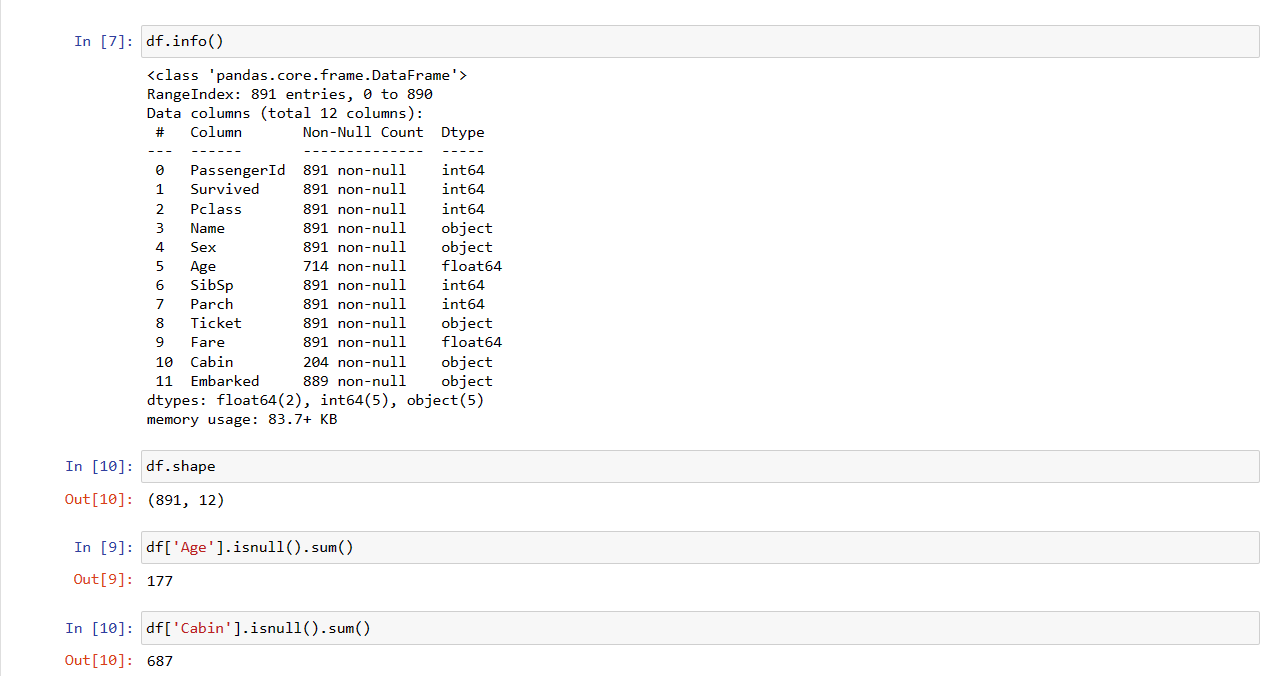 In [7]: df.info()
<class 'pandas.core.frame.DataFrame'>
RangeIndex: 891 entries, 0 to 890
Data columns (total 12 columns):
 #   Column       Non-Null Count  Dtype
---  ------       --------------  -----
 0   PassengerId  891 non-null    int64
 1   Survived     891 non-null    int64
 2   Pclass       891 non-null    int64
 3   Name         891 non-null    object
 4   Sex          891 non-null    object
 5   Age          714 non-null    float64
 6   SibSp        891 non-null    int64
 7   Parch        891 non-null    int64
 8   Ticket       891 non-null    object
 9   Fare         891 non-null    float64
 10  Cabin        204 non-null    object
 11  Embarked     889 non-null    object
dtypes: float64(2), int64(5), object(5)
memory usage: 83.7+ KB
In [10]: df.shape
Out[10]: (891, 12)
In [9]: df['Age'].isnull().sum()
Out[9]: 177
In [10]: df['Cabin'].isnull().sum()
Out[10]: 687